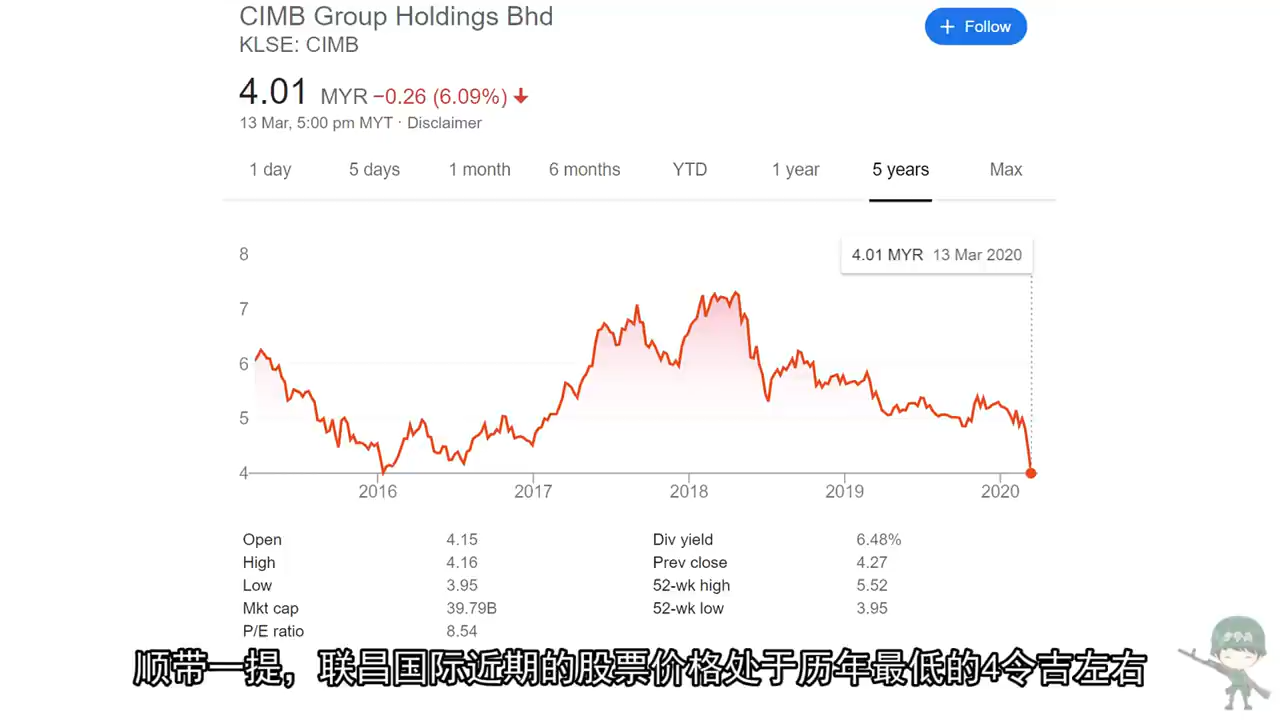 CIMB Group Holdings Bhd
KLSE: CIMB
+ Follow
4.01 MYR −0.26 (6.09%) ↓
13 Mar, 5:00 pm MYT · Disclaimer
1 day 5 days 1 month 6 months YTD 1 year 5 years Max
4.01 MYR 13 Mar 2020
8
7
6
5
4
2016 2017 2018 2019 2020
Open 4.15 Div yield 6.48%
High 4.16 Prev close 4.27
Low 3.95 52-wk high 5.52
Mkt cap 39.79B 52-wk low 3.95
P/E ratio 8.54
顺带一提，联昌国际近期的股票价格处于历年最低的4令吉左右